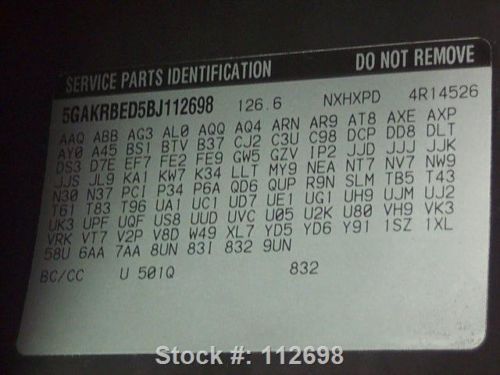 SERVICE PARTS IDENTIFICATION DO NOT REMOVE
5GAKRBED5BJ112698 126.6 NXHXPD 4R14526
AAQ ABB AG3 AL0 AQQ AQ4 ARN AR9 AT8 AXE AXP
AY0 A45 BS1 BTV B37 CJ2 C3U C98 DCP DD8 DLT
DS3 D7E EF7 FE2 FE9 GW5 GZV IP2 JJD JJJ JJK
JJS JL9 KA1 KW7 K34 LLT MY9 NEA NT7 NV7 NW9
N30 N37 PCI P34 P6A QD6 QUP R9N SLM TB5 T43
T61 T83 T96 UA1 UC1 UD7 UE1 UG1 UH9 UJM UJ2
UK3 UPF UQF US8 UUD UVC U05 U2K U80 VH9 VK3
VRK VT7 V2P V8D W49 XL7 YD5 YD6 Y91 1SZ 1XL
58U 6AA 7AA 8UN 83I 832 9UN
BC/CC U 501Q 832
Stock #: 112698